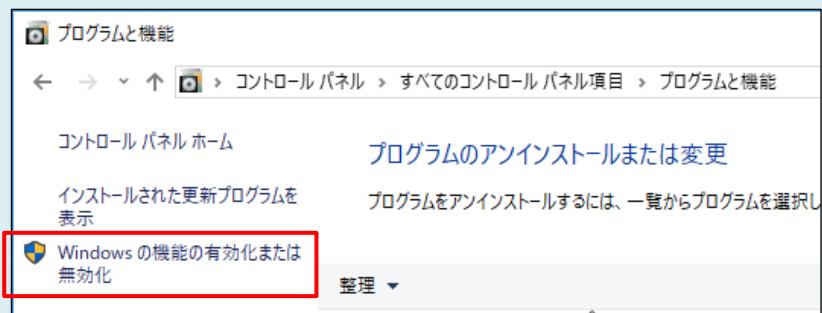 プログラムと機能
コントロール パネル > すべてのコントロール パネル項目 > プログラムと機能
コントロール パネル ホーム
プログラムのアンインストールまたは変更
インストールされた更新プログラムを
表示
プログラムをアンインストールするには、一覧からプログラムを選択し
Windows の機能の有効化または
無効化
整理